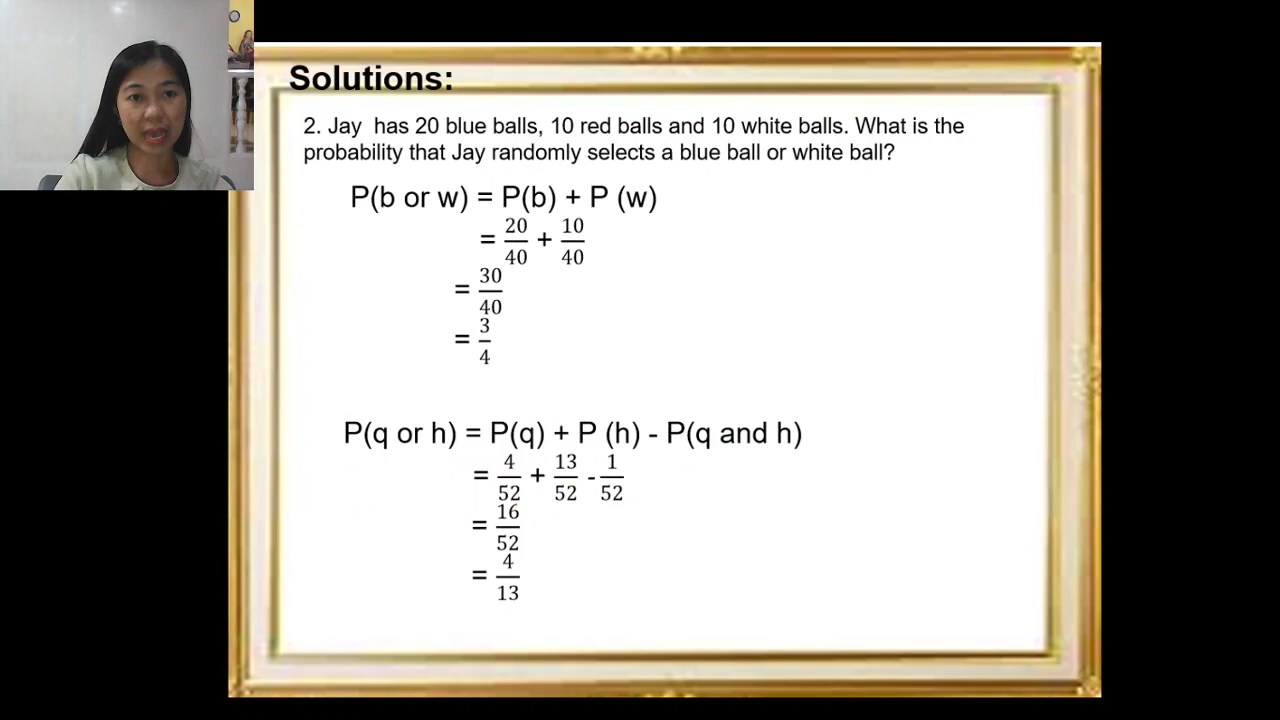 Solutions:
2. Jay has 20 blue balls, 10 red balls and 10 white balls. What is the
probability that Jay randomly selects a blue ball or white ball?
P(b or w) = P(b) + P (w)
= 20/40 + 10/40
= 30/40
= 3/4
P(q or h) = P(q) + P (h) - P(q and h)
= 4/52 + 13/52 - 1/52
= 16/52
= 4/13